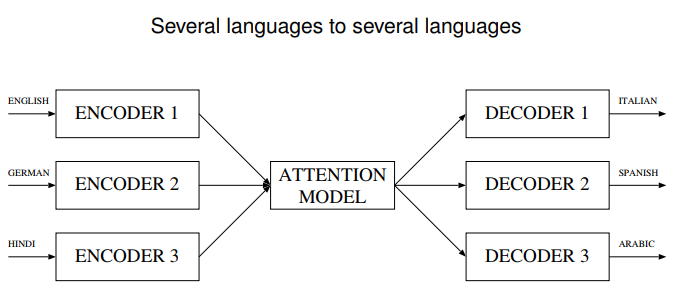 Several languages to several languages
ENGLISH
ENCODER 1
DECODER 1
ITALIAN
GERMAN
ENCODER 2
ATTENTION
MODEL
DECODER 2
SPANISH
HINDI
ENCODER 3
DECODER 3
ARABIC